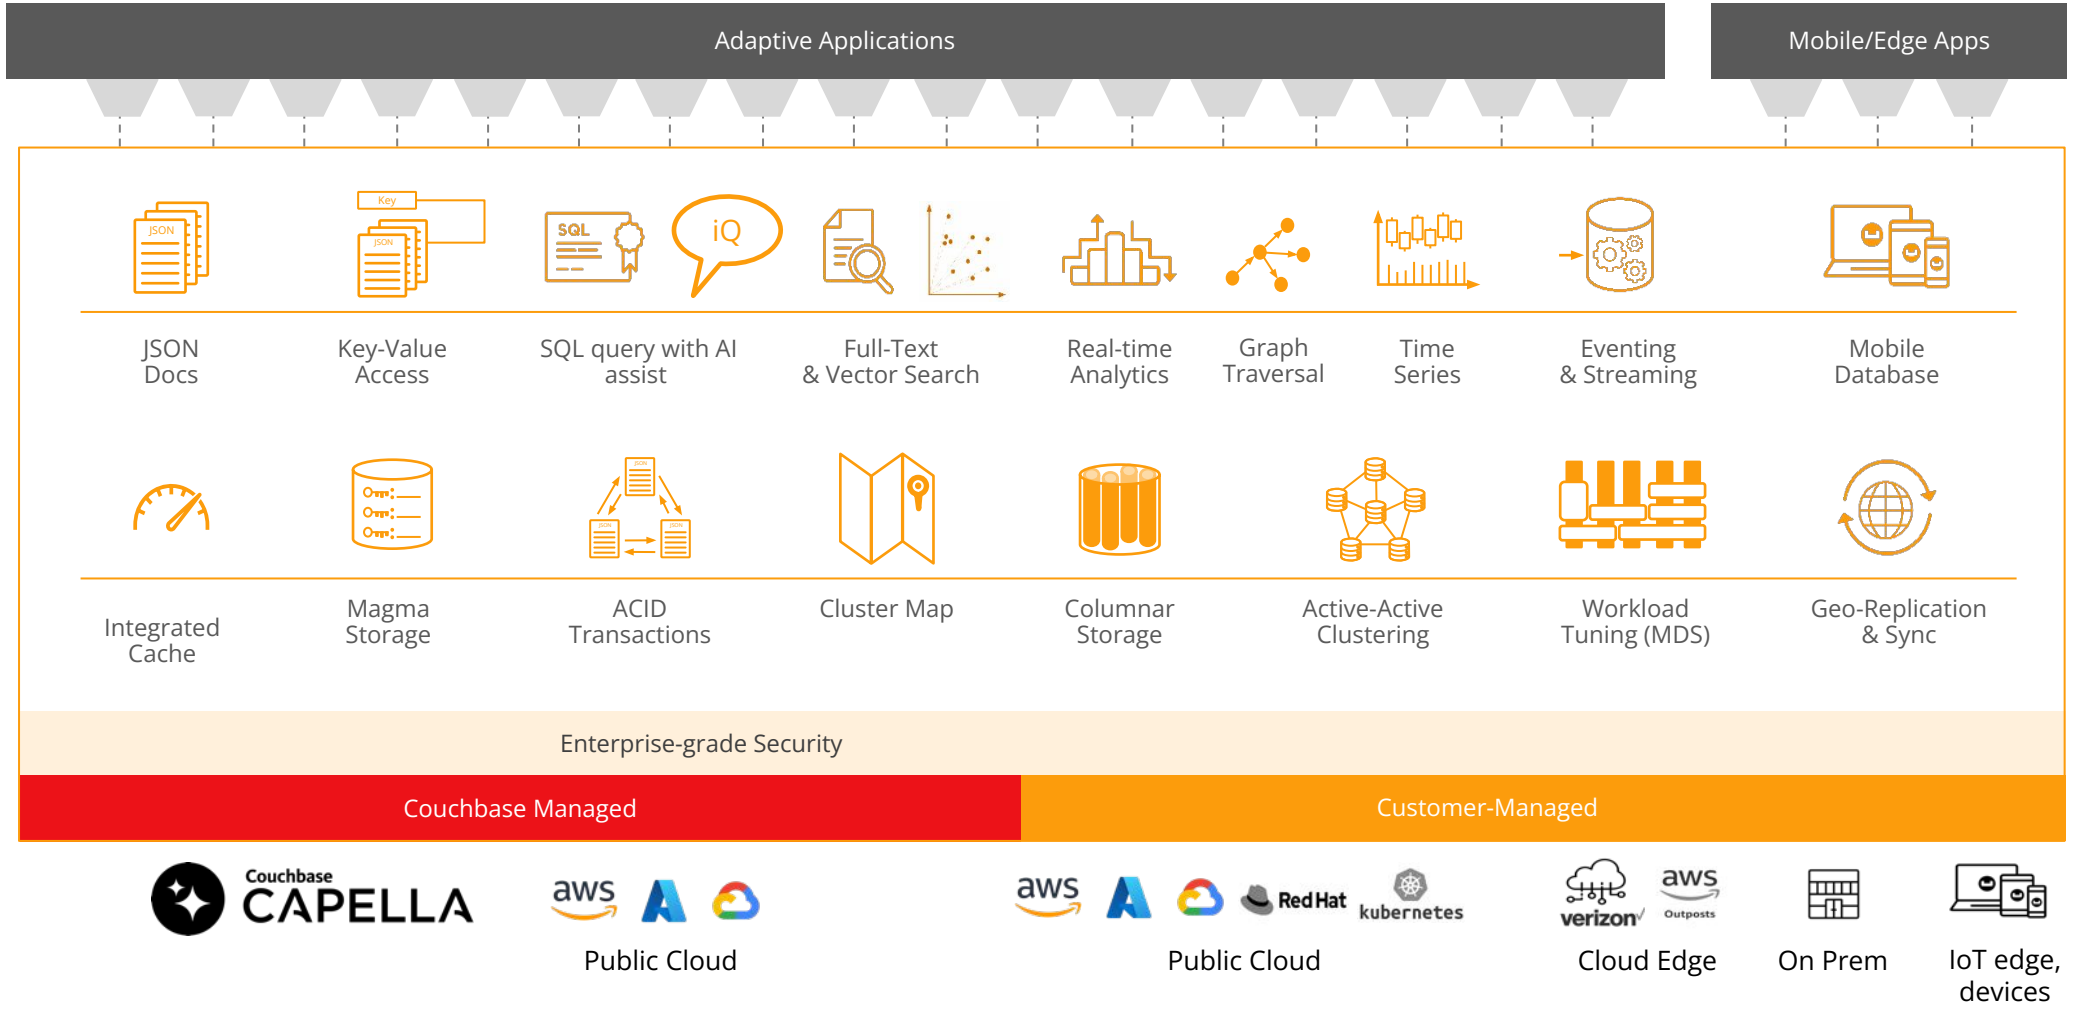 Adaptive Applications
Mobile/Edge Apps
Key
JSON
JSON
SQL
iQ
JSON
Docs
Key-Value
Access
SQL query with AI
assist
Full-Text
& Vector Search
Real-time
Analytics
Graph
Traversal
Time
Series
Eventing
& Streaming
Mobile
Database
JSON
JSON
JSON
Integrated
Cache
Magma
Storage
ACID
Transactions
Cluster Map
Columnar
Storage
Active-Active
Clustering
Workload
Tuning (MDS)
Geo-Replication
& Sync
Enterprise-grade Security
Couchbase Managed
Customer-Managed
Couchbase
CAPELLA
aws
Public Cloud
aws
Red Hat
kubernetes
Public Cloud
verizon
aws
Outposts
Cloud Edge
On Prem
IoT edge,
devices